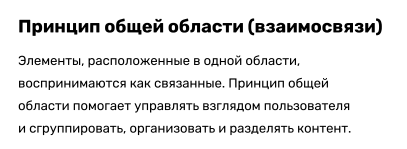 Принцип общей области (взаимосвязи)
Элементы, расположенные в одной области,
воспринимаются как связанные. Принцип общей
области помогает управлять взглядом пользователя
и сгруппировать, организовать и разделять контент.